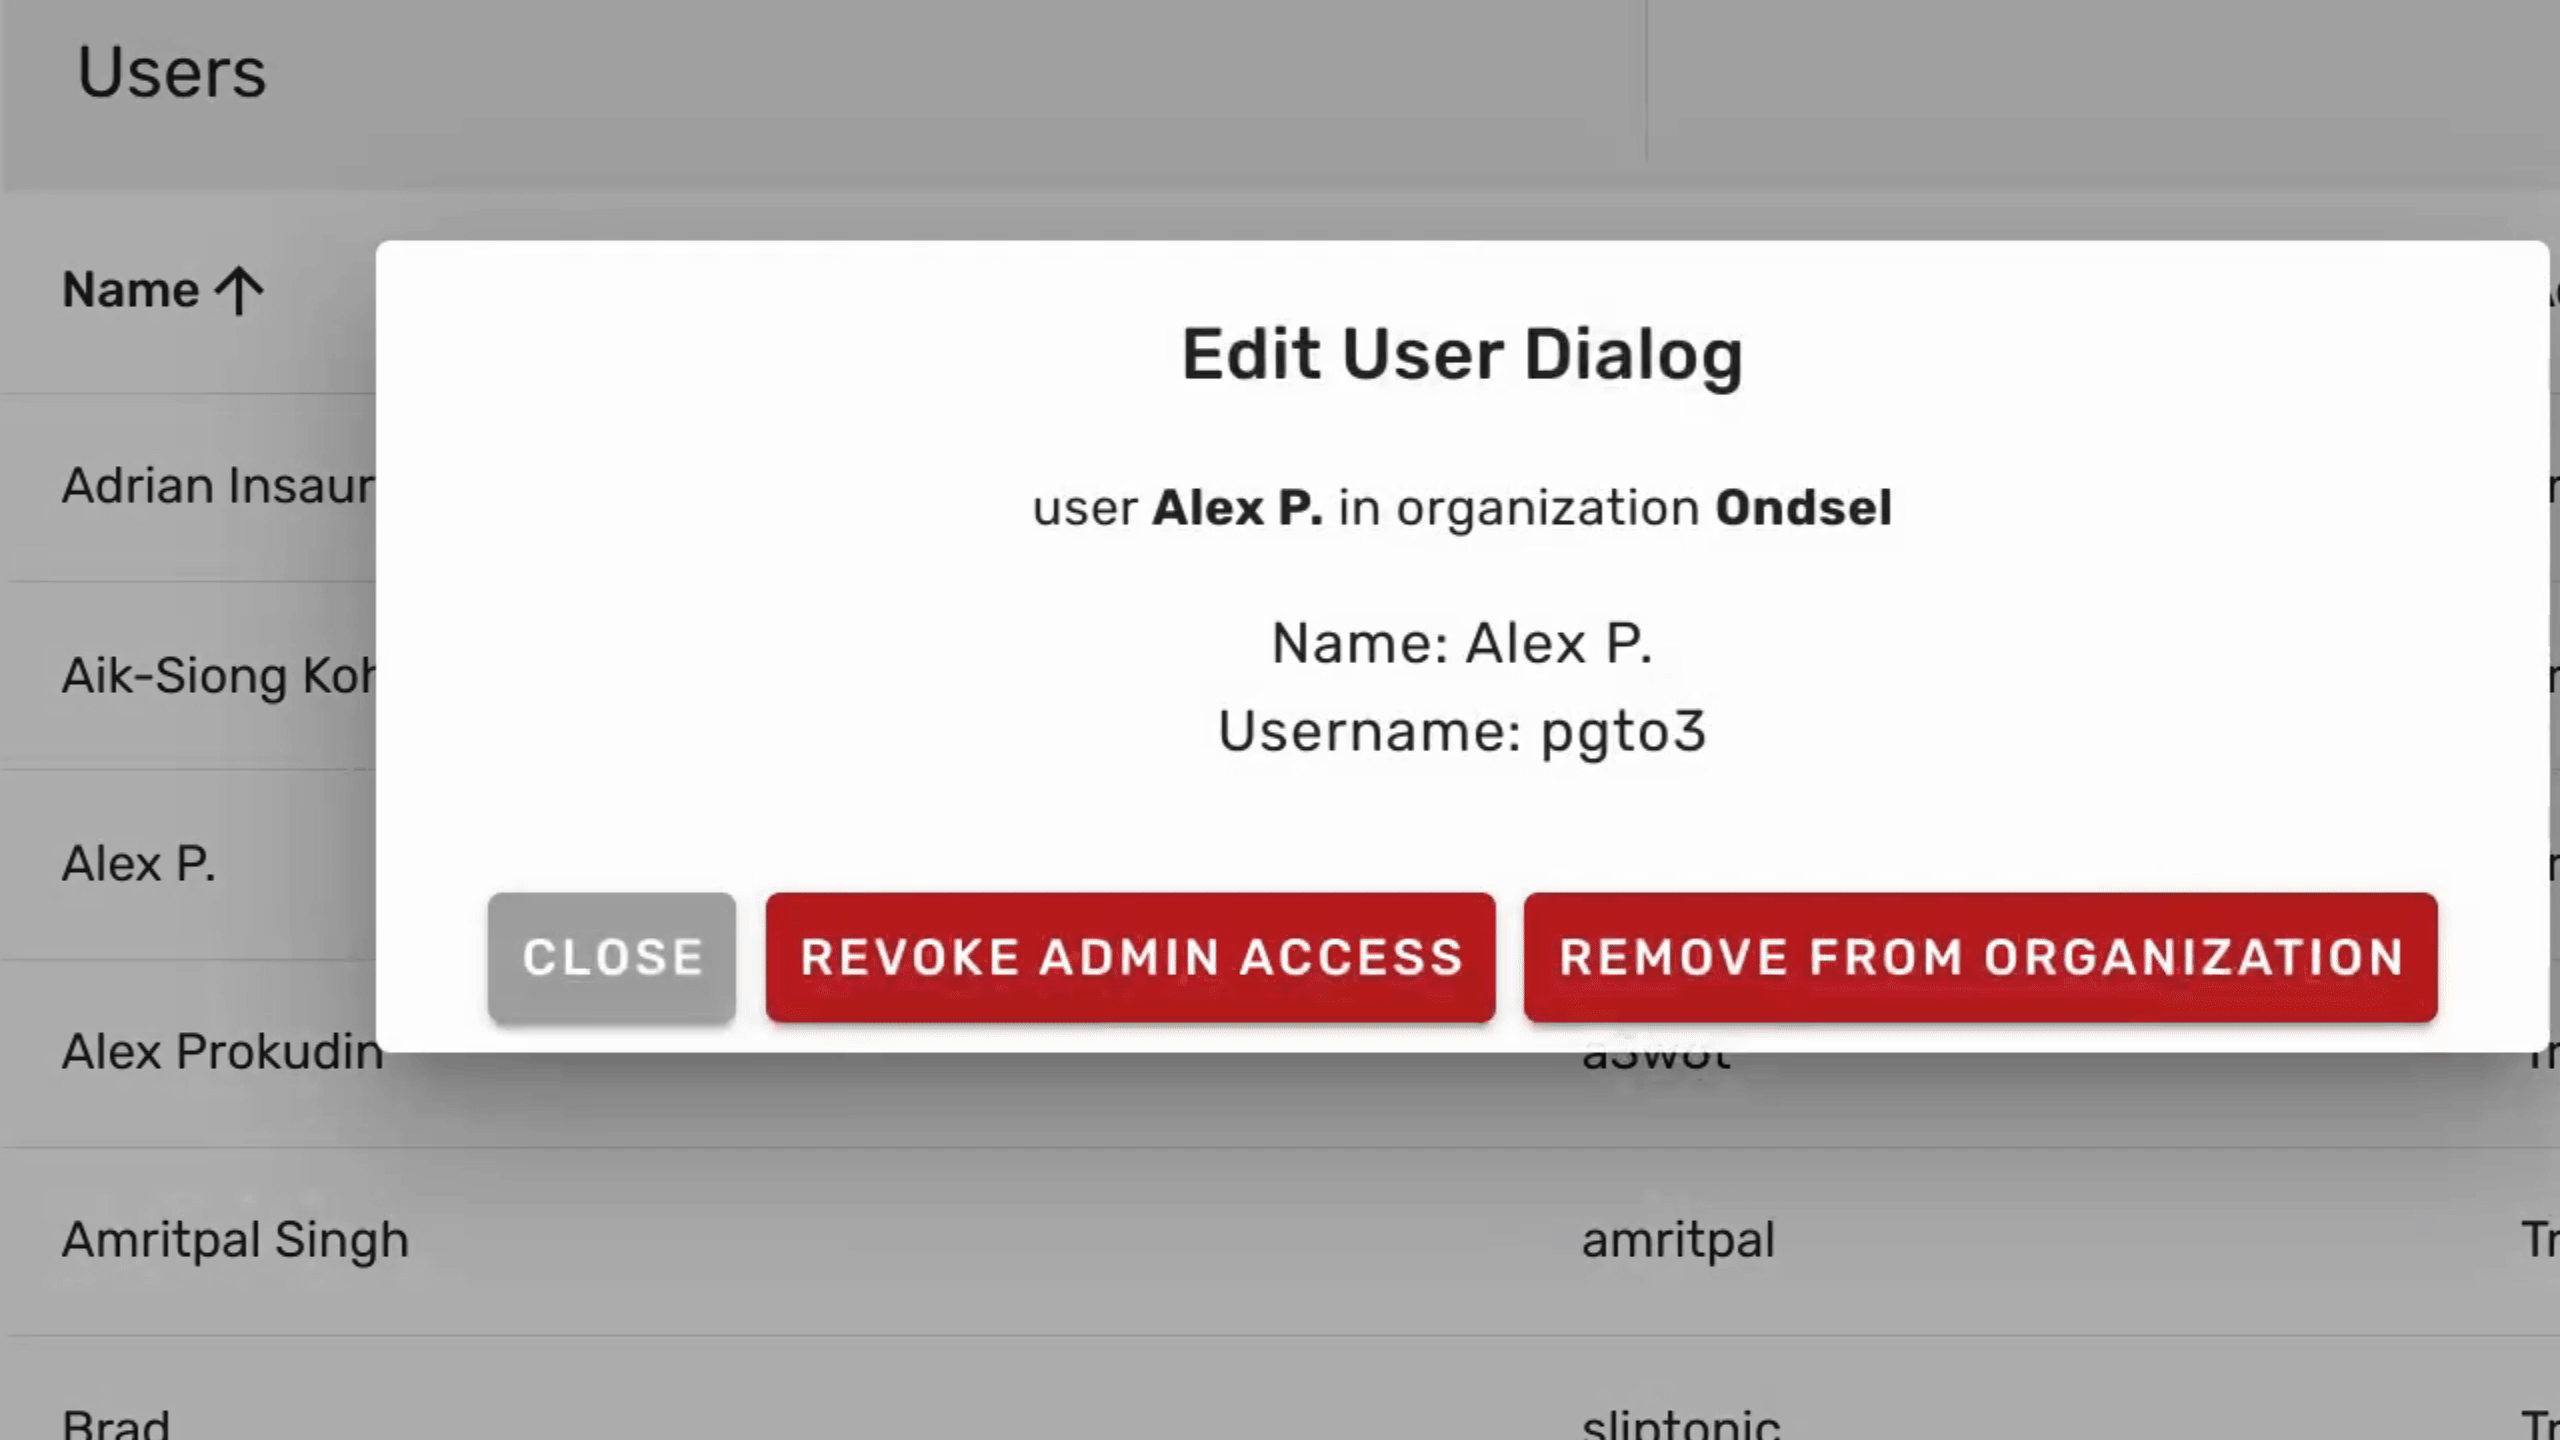 Users
Name
Edit User Dialog
Adrian Insaur
user Alex P. in organization Ondsel
Aik-Siong Koh
Name: Alex P.
Username: pgto3
Alex P.
CLOSE REVOKE ADMIN ACCESS REMOVE FROM ORGANIZATION
Alex Prokudin
Amritpal Singh amritpal Tr
Brad sliptonic Tr